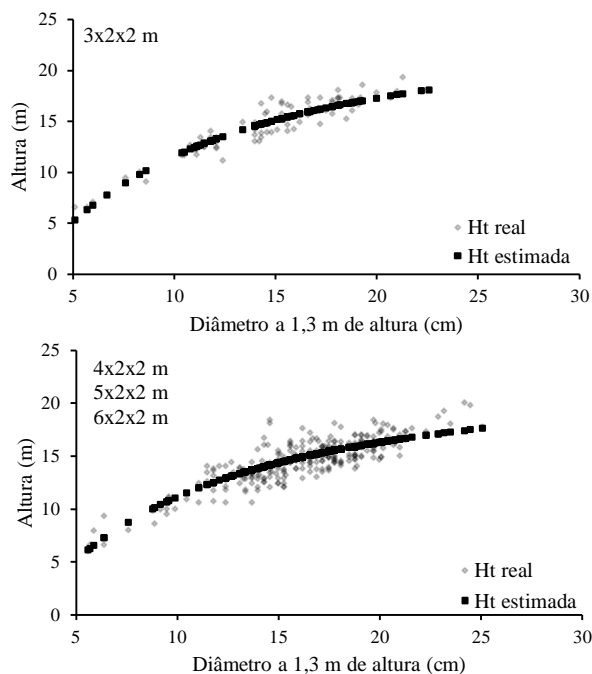 3x2x2 m
25
20
15
10
5
0
Altura (m)
Ht real
Ht estimada
5 10 15 20 25 30
Diâmetro a 1,3 m de altura (cm)
4x2x2 m
5x2x2 m
6x2x2 m
25
20
15
10
5
0
Altura (m)
Ht real
Ht estimada
5 10 15 20 25 30
Diâmetro a 1,3 m de altura (cm)